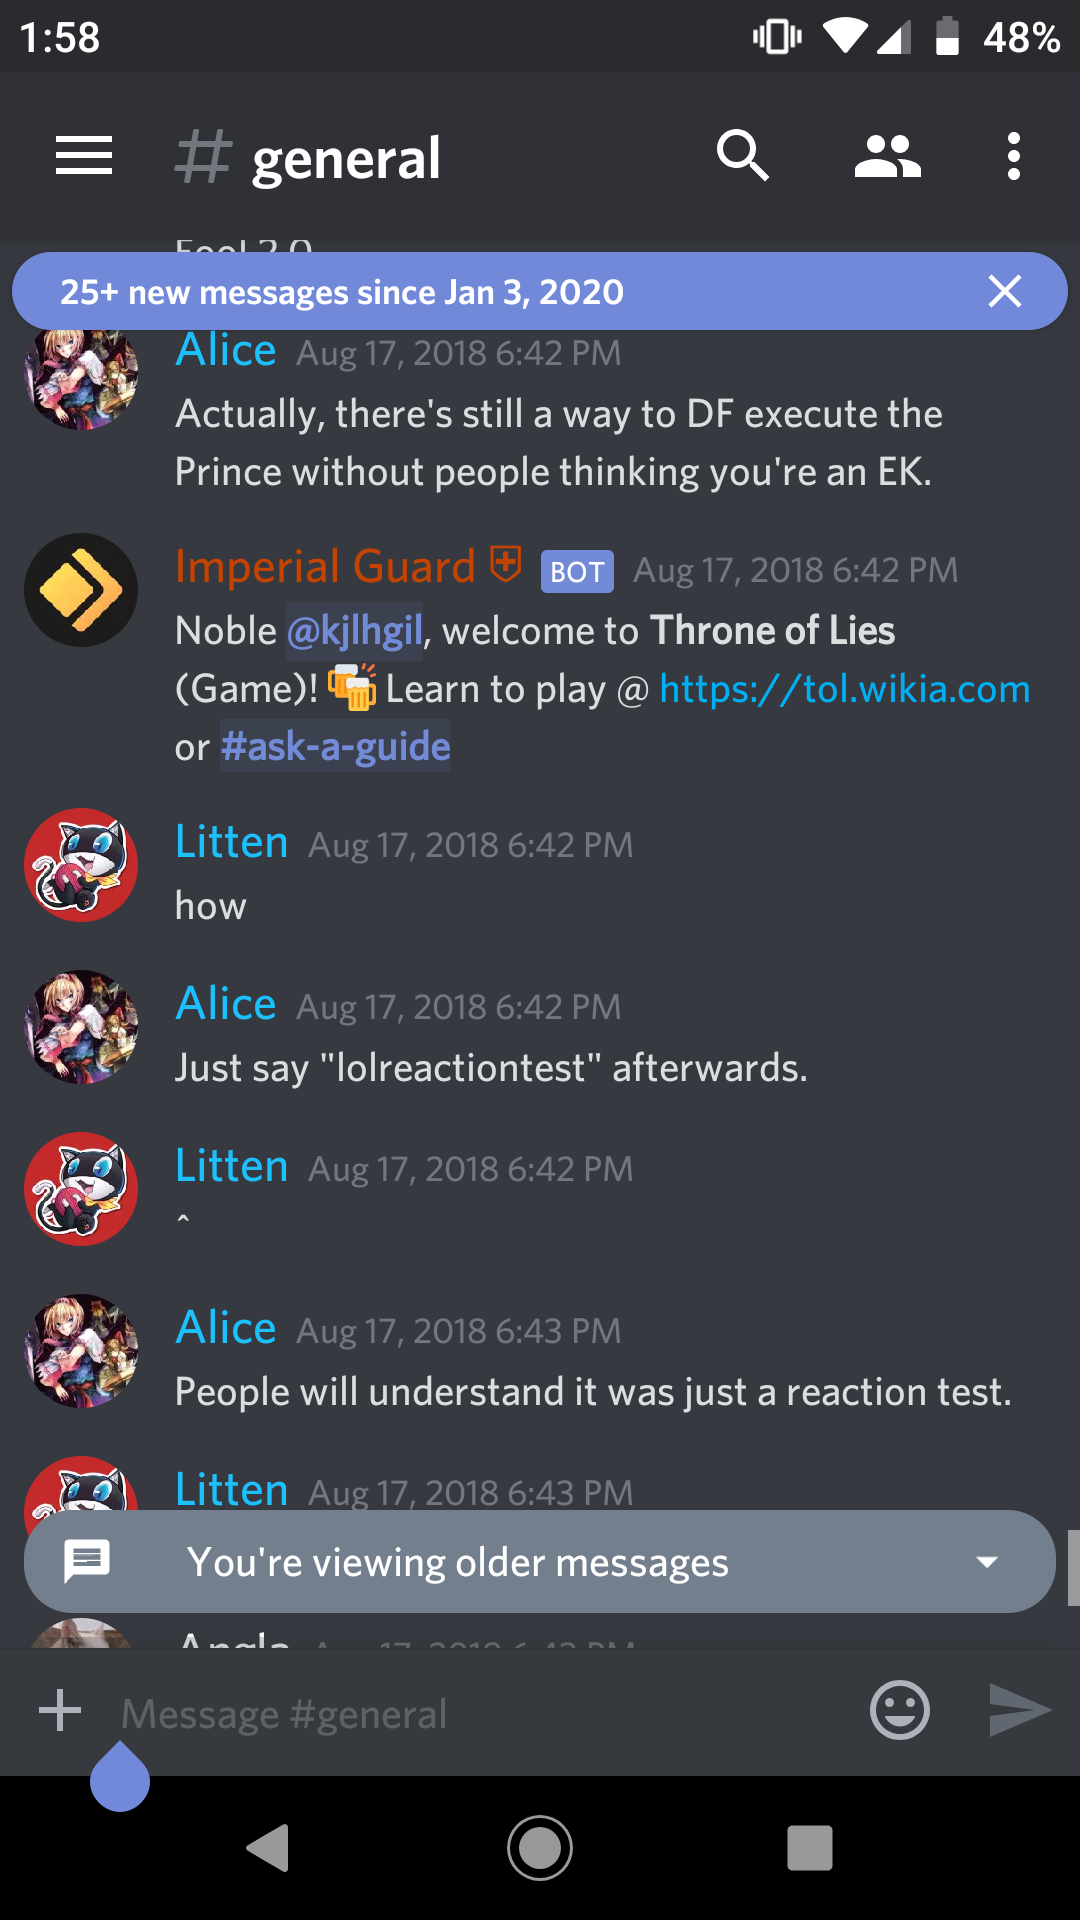 1:58
48%
# general
25+ new messages since Jan 3, 2020
Alice Aug 17, 2018 6:42 PM
Actually, there's still a way to DF execute the
Prince without people thinking you're an EK.
Imperial Guard BOT Aug 17, 2018 6:42 PM
Noble @kjlhgil, welcome to Throne of Lies
(Game)! Learn to play @ https://tol.wikia.com
or #ask-a-guide
Litten Aug 17, 2018 6:42 PM
how
Alice Aug 17, 2018 6:42 PM
Just say "lolreactiontest" afterwards.
Litten Aug 17, 2018 6:42 PM
^
Alice Aug 17, 2018 6:43 PM
People will understand it was just a reaction test.
Litten Aug 17, 2018 6:43 PM
You're viewing older messages
Message #general